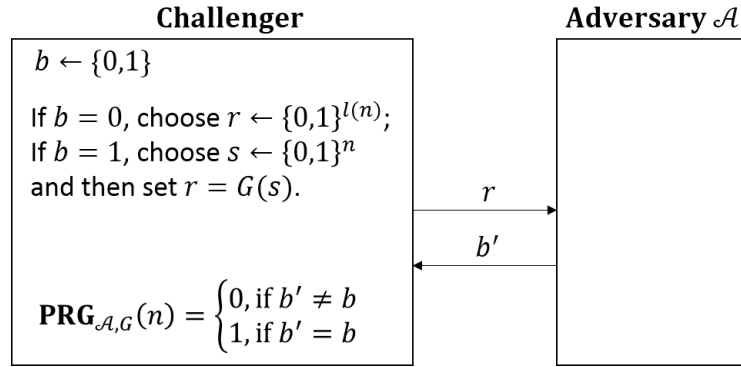 Challenger
Adversary 𝒜
b ← {0,1}
If b = 0, choose r ← {0,1}^{l(n)};
If b = 1, choose s ← {0,1}^n
and then set r = G(s).
r
b′
PRG_{𝒜,G}(n) = { 0, if b′ ≠ b
1, if b′ = b